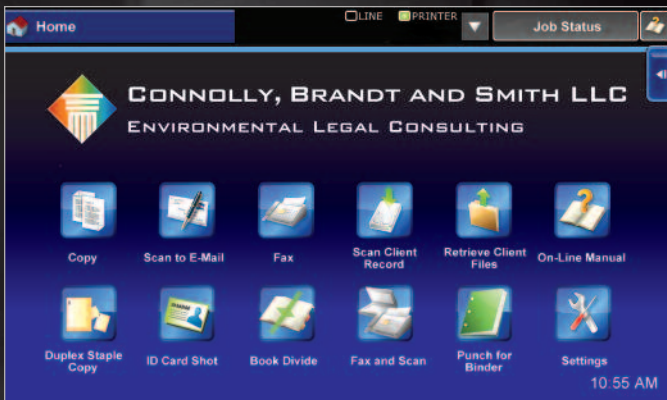 Home
LINE
PRINTER
Job Status
CONNOLLY, BRANDT AND SMITH LLC
ENVIRONMENTAL LEGAL CONSULTING
Copy
Scan to E-Mail
Fax
Scan Client
Record
Retrieve Client
Files
On-Line Manual
Duplex Staple
Copy
ID Card Shot
Book Divide
Fax and Scan
Punch for
Binder
Settings
10:55 AM